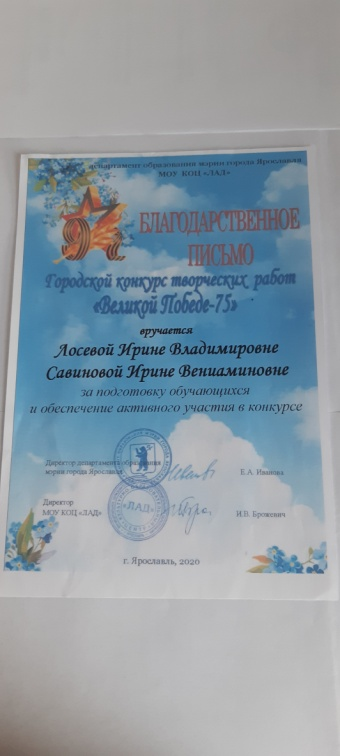 департамент образования мэрии города Ярославля
МОУ КОЦ «ЛАД»
БЛАГОДАРСТВЕННОЕ
ПИСЬМО
Городской конкурс творческих работ
«Великой Победе-75»
вручается
Лосевой Ирине Владимировне
Савиновой Ирине Вениаминовне
за подготовку обучающихся
и обеспечение активного участия в конкурсе
Директор департамента образования
мэрии города Ярославля
Е.А. Иванова
Директор
МОУ КОЦ «ЛАД»
«ЛАД»
И.В. Брожевич
г. Ярославль, 2020